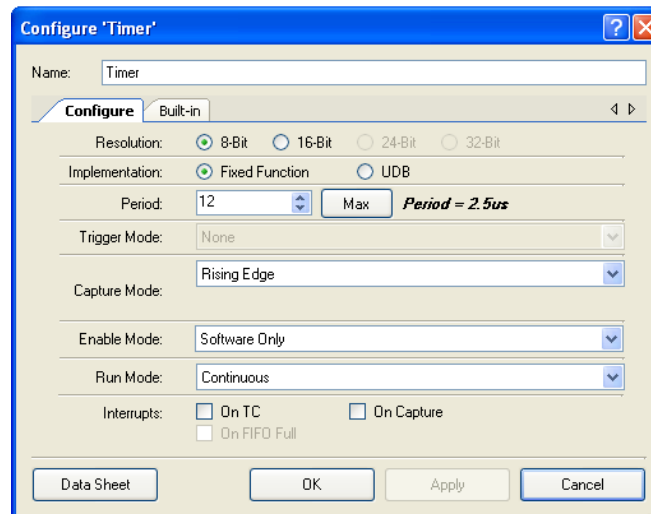 Configure 'Timer'
Name: Timer
Configure Built-in
Resolution: 8-Bit 16-Bit 24-Bit 32-Bit
Implementation: Fixed Function UDB
Period: 12 Max Period = 2.5us
Trigger Mode: None
Rising Edge
Capture Mode:
Enable Mode: Software Only
Run Mode: Continuous
Interrupts: On TC On Capture
On FIFO Full
Data Sheet OK Apply Cancel